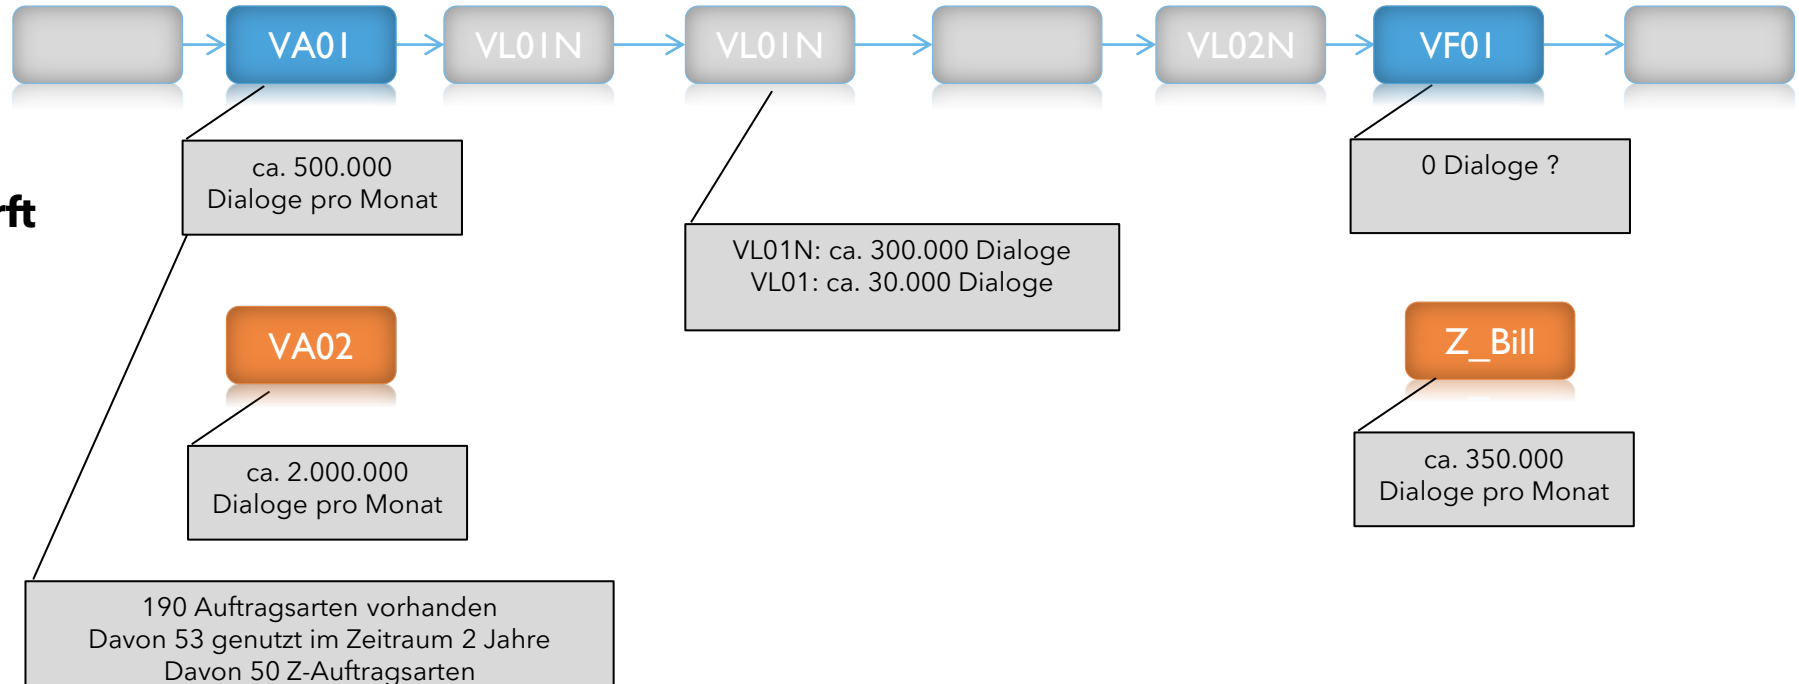 VA01
VL01N
VL01N
VL02N
VF01
ca. 500.000
Dialoge pro Monat
0 Dialoge ?
rft
VL01N: ca. 300.000 Dialoge
VL01: ca. 30.000 Dialoge
VA02
Z_Bill
ca. 2.000.000
Dialoge pro Monat
ca. 350.000
Dialoge pro Monat
190 Auftragsarten vorhanden
Davon 53 genutzt im Zeitraum 2 Jahre
Davon 50 Z-Auftragsarten